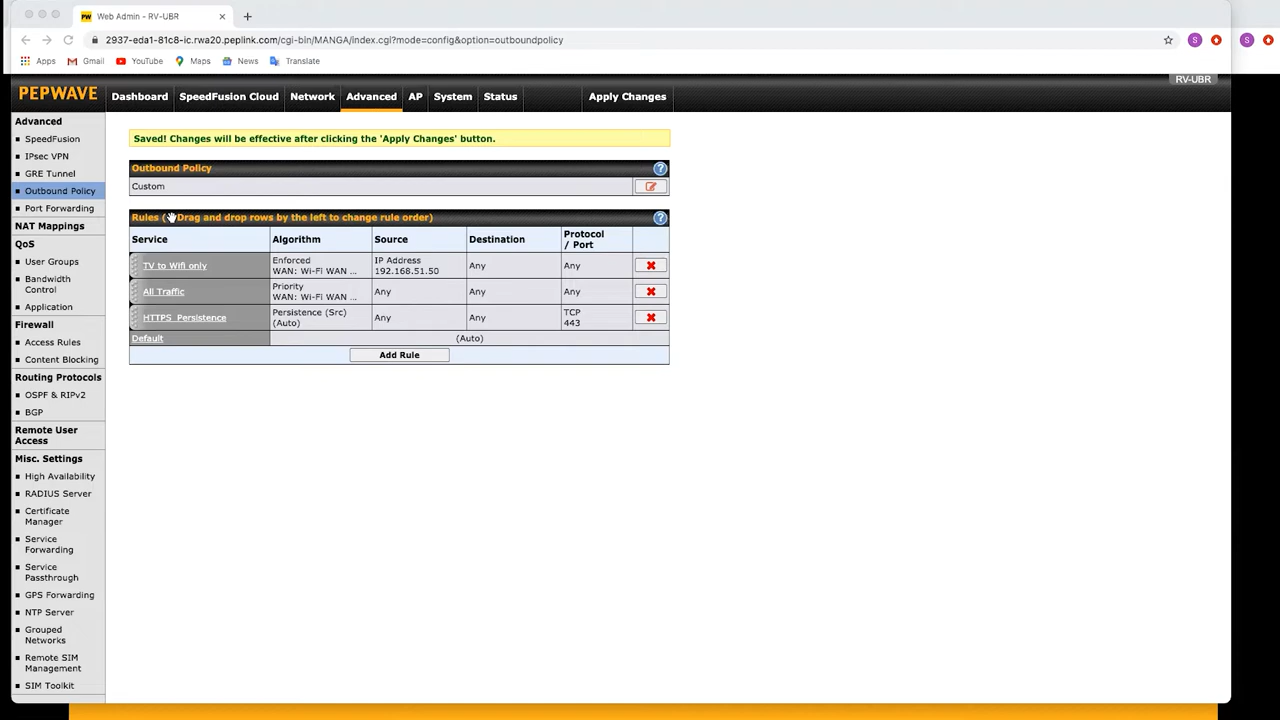 Web Admin - RV-UBR
2937-eda1-81c8-ic.rwa20.peplink.com/cgi-bin/MANGA/index.cgi?mode=config&option=outboundpolicy
S
S
Apps Gmail YouTube Maps News Translate
RV-UBR
PEPWAVE Dashboard SpeedFusion Cloud Network Advanced AP System Status Apply Changes
Advanced
SpeedFusion
IPsec VPN
GRE Tunnel
Outbound Policy
Port Forwarding
NAT Mappings
QoS
User Groups
Bandwidth
Control
Application
Firewall
Access Rules
Content Blocking
Routing Protocols
OSPF & RIPv2
BGP
Remote User
Access
Misc. Settings
High Availability
RADIUS Server
Certificate
Manager
Service
Forwarding
Service
Passthrough
GPS Forwarding
NTP Server
Grouped
Networks
Remote SIM
Management
SIM Toolkit
Saved! Changes will be effective after clicking the 'Apply Changes' button.
Outbound Policy
Custom
Rules ( Drag and drop rows by the left to change rule order)
Service Algorithm Source Destination Protocol
/ Port
TV to Wifi only Enforced IP Address Any Any
WAN: Wi-Fi WAN ... 192.168.51.50
All Traffic Priority Any Any Any
WAN: Wi-Fi WAN ...
HTTPS_Persistence Persistence (Src) Any Any TCP
(Auto) 443
Default (Auto)
Add Rule